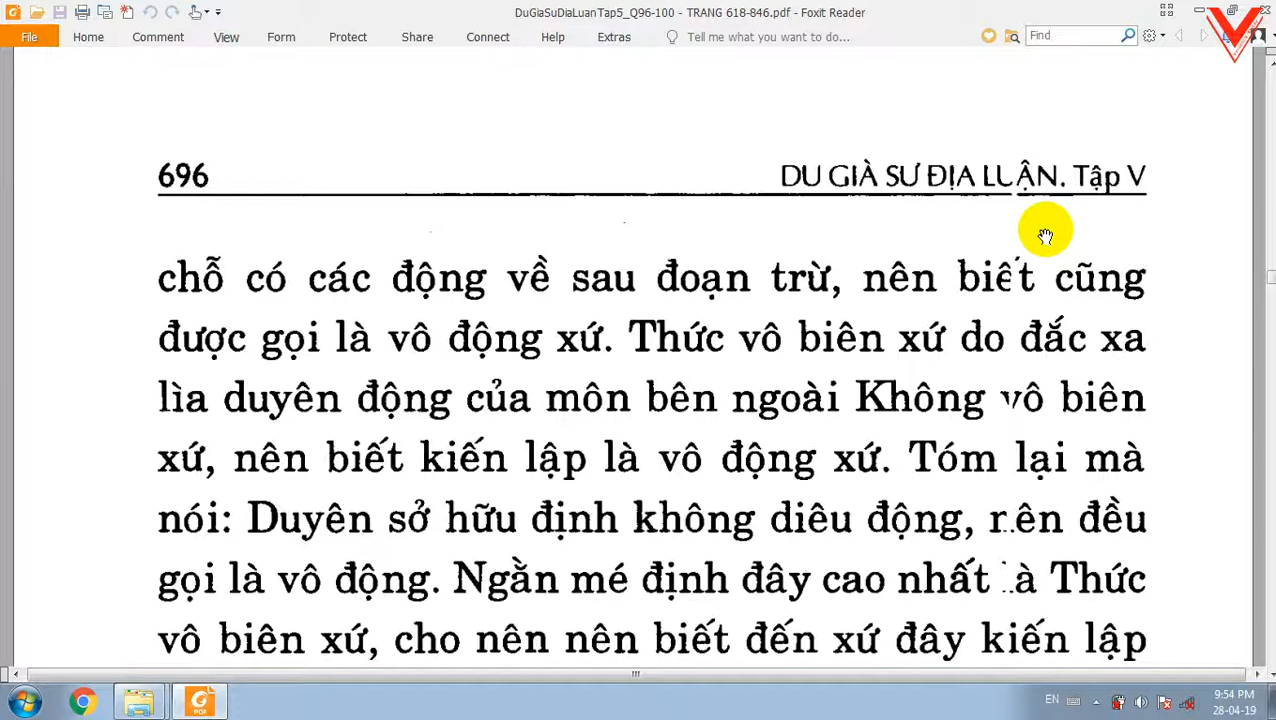 DuGiaSuDiaLuanTap5_Q96-100 - TRANG 618-846.pdf - Foxit Reader
File Home Comment View Form Protect Share Connect Help Extras Tell me what you want to do... Find
696 DU GIÀ SƯ ĐỊA LUẬN. Tập V
chỗ có các động về sau đoạn trừ, nên biết cũng
được gọi là vô động xứ. Thức vô biên xứ do đắc xa
lìa duyên động của môn bên ngoài Không vô biên
xứ, nên biết kiến lập là vô động xứ. Tóm lại mà
nói: Duyên sở hữu định không diêu động, nên đều
gọi là vô động. Ngằn mé định đây cao nhất là Thức
vô biên xứ, cho nên nên biết đến xứ đây kiến lập
EN 9:54 PM
28-04-19